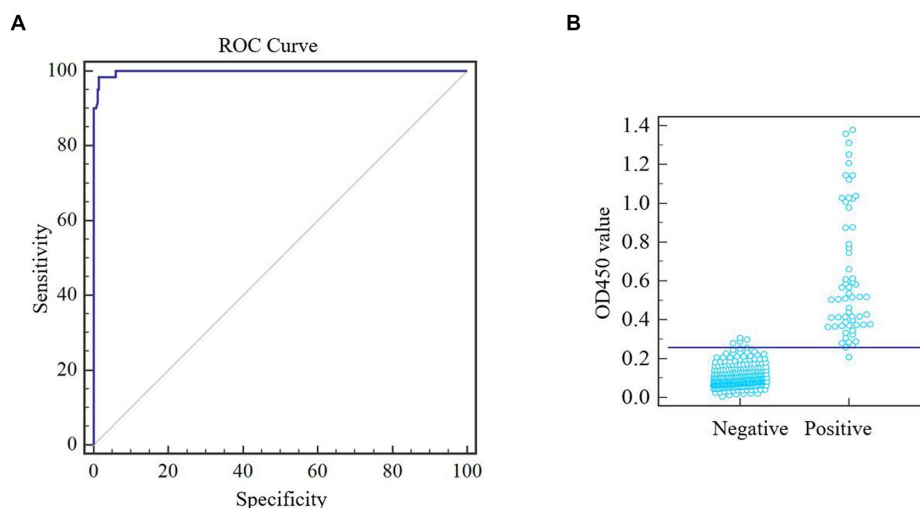 A
ROC Curve
100
80
60
40
20
0
Sensitivity
0 20 40 60 80 100
Specificity
B
1.4
1.2
1.0
0.8
0.6
0.4
0.2
0.0
OD450 value
Negative Positive